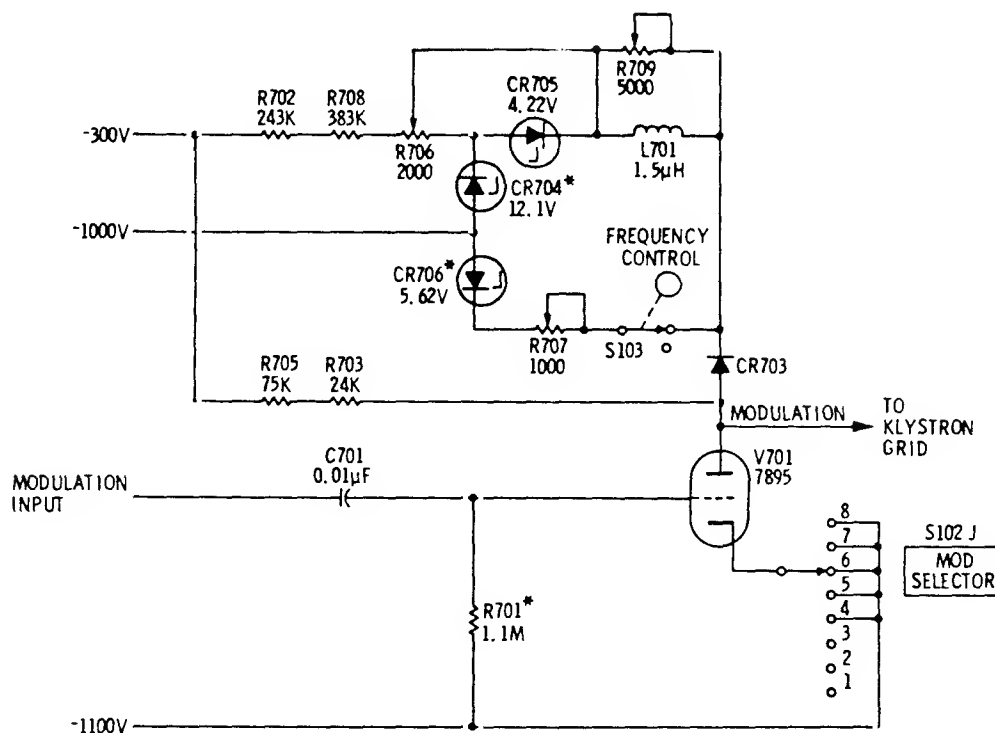 R709
5000
CR705
4.22V
R702
243K
R708
383K
-300V
R706
2000
L701
1.5μH
CR704*
12.1V
-1000V
FREQUENCY
CONTROL
CR706*
5.62V
R707
1000
S103
CR703
R705
75K
R703
24K
MODULATION
TO
KLYSTRON
GRID
C701
0.01μF
V701
7895
MODULATION
INPUT
8
7
6
5
4
3
2
1
S102J
MOD
SELECTOR
R701*
1.1M
-1100V